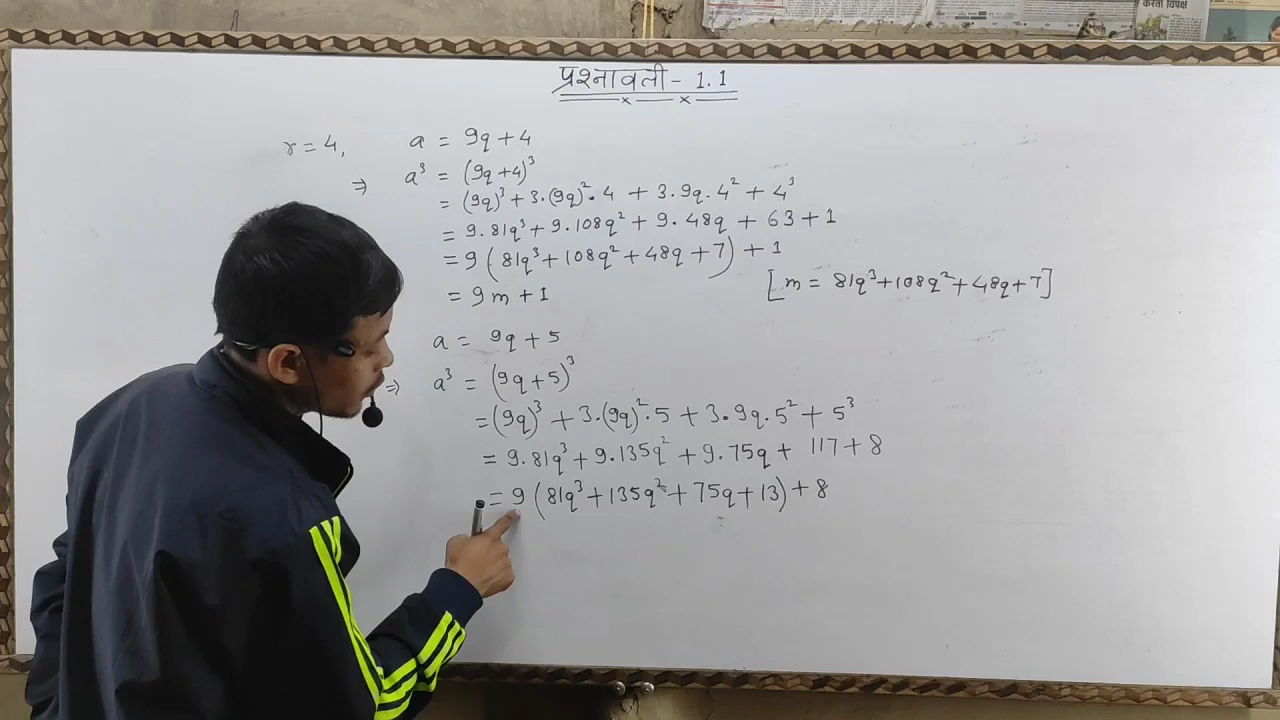 करता विपक्ष
प्रश्नावली - 1.1
r = 4, a = 9q + 4
⇒ a³ = (9q + 4)³
= (9q)³ + 3.(9q)².4 + 3.9q.4² + 4³
= 9.81q³ + 9.108q² + 9.48q + 63 + 1
= 9(81q³ + 108q² + 48q + 7) + 1
= 9m + 1 [m = 81q³ + 108q² + 48q + 7]
a = 9q + 5
⇒ a³ = (9q + 5)³
= (9q)³ + 3.(9q)².5 + 3.9q.5² + 5³
= 9.81q³ + 9.135q² + 9.75q + 117 + 8
= 9(81q³ + 135q² + 75q + 13) + 8